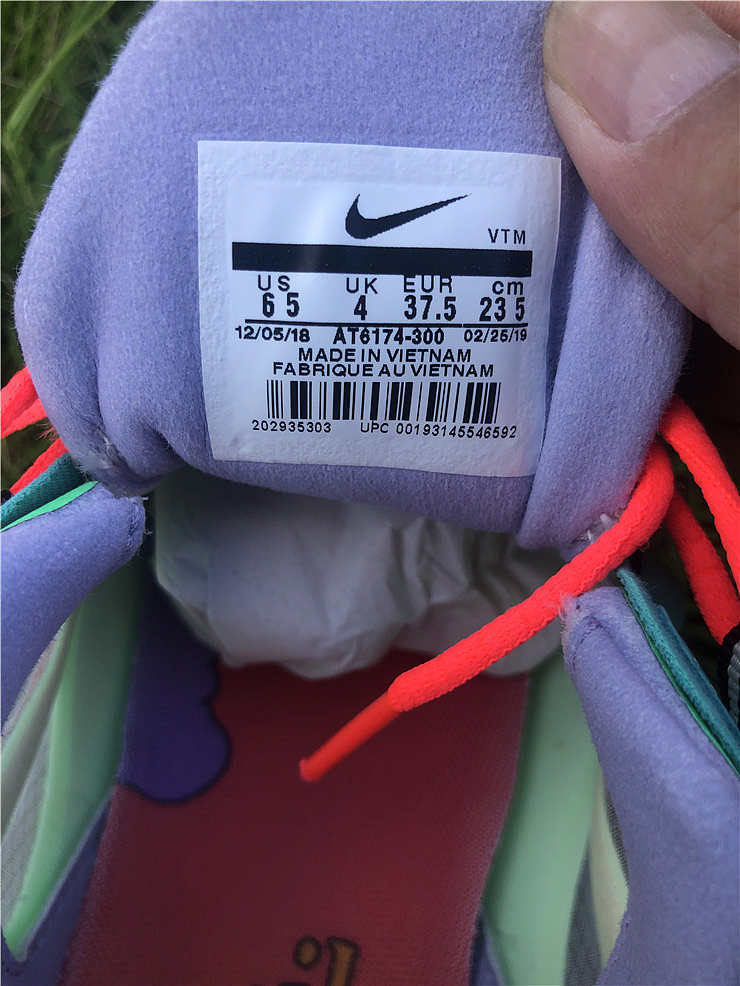 VTM
US UK EUR cm
6 5 4 37.5 23 5
12/05/18 AT6174-300 02/25/19
MADE IN VIETNAM
FABRIQUE AU VIETNAM
202935303 UPC 00193145546592